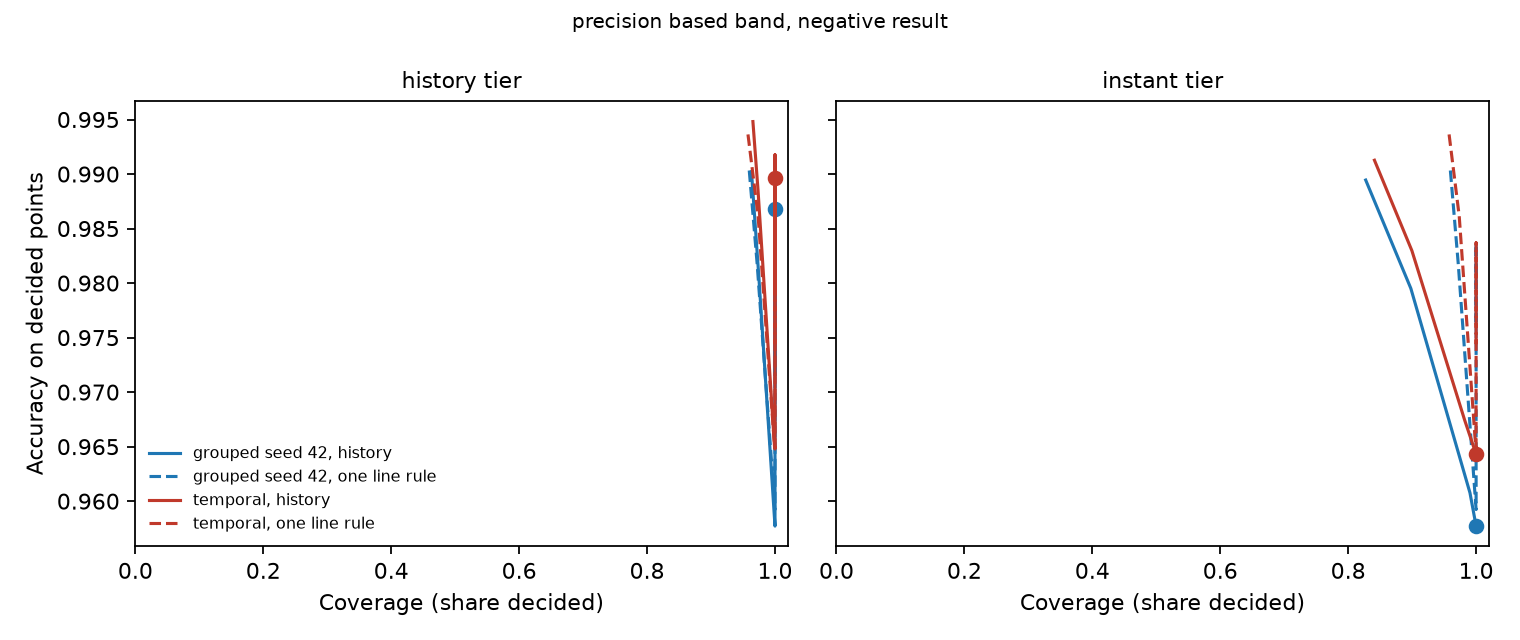 precision based band, negative result
history tier
instant tier
Accuracy on decided points
0.995
0.990
0.985
0.980
0.975
0.970
0.965
0.960
grouped seed 42, history
grouped seed 42, one line rule
temporal, history
temporal, one line rule
0.0 0.2 0.4 0.6 0.8 1.0
0.0 0.2 0.4 0.6 0.8 1.0
Coverage (share decided)
Coverage (share decided)